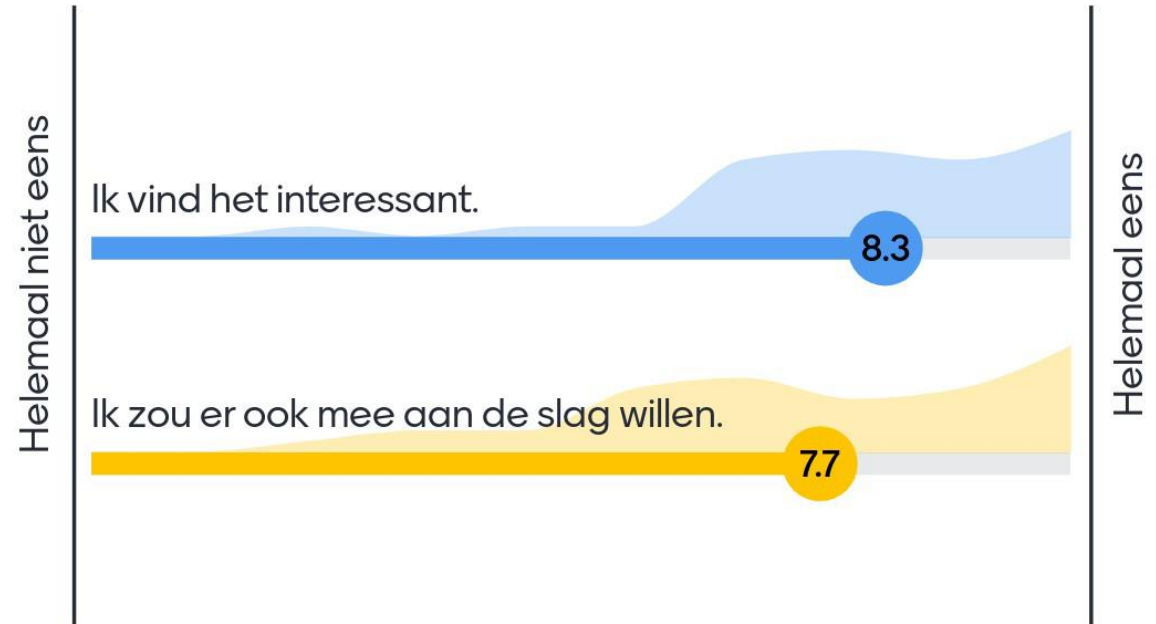 Helemaal niet eens
Ik vind het interessant.
8.3
Ik zou er ook mee aan de slag willen.
7.7
Helemaal eens